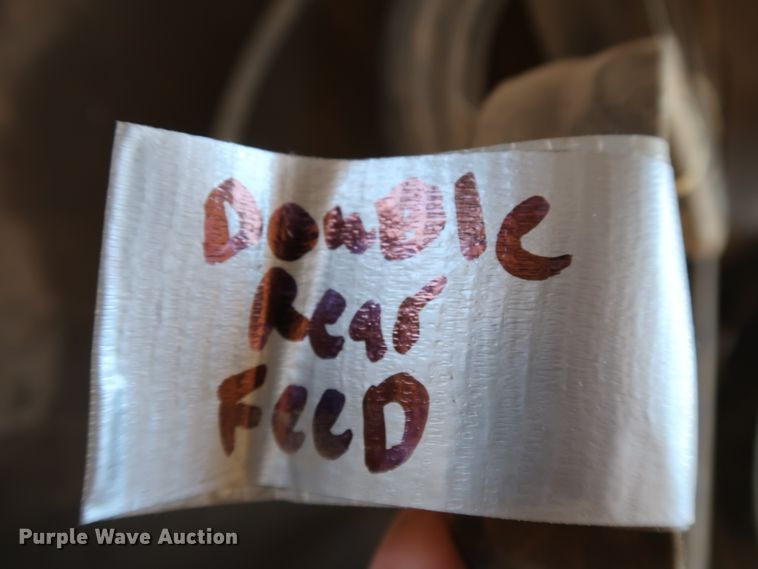 DouBle
Rear
FeeD
Purple Wave Auction